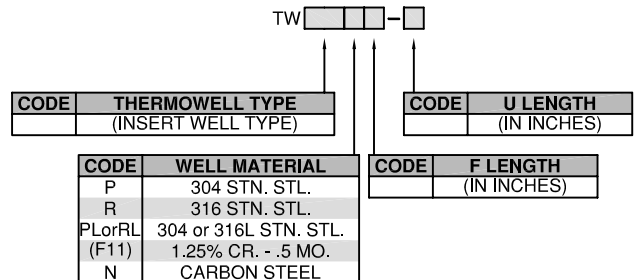 TW –
CODE THERMOWELL TYPE
(INSERT WELL TYPE)
CODE U LENGTH
(IN INCHES)
CODE WELL MATERIAL
P 304 STN. STL.
R 316 STN. STL.
PLorRL 304 or 316L STN. STL.
(F11) 1.25% CR. - .5 MO.
N CARBON STEEL
CODE F LENGTH
(IN INCHES)